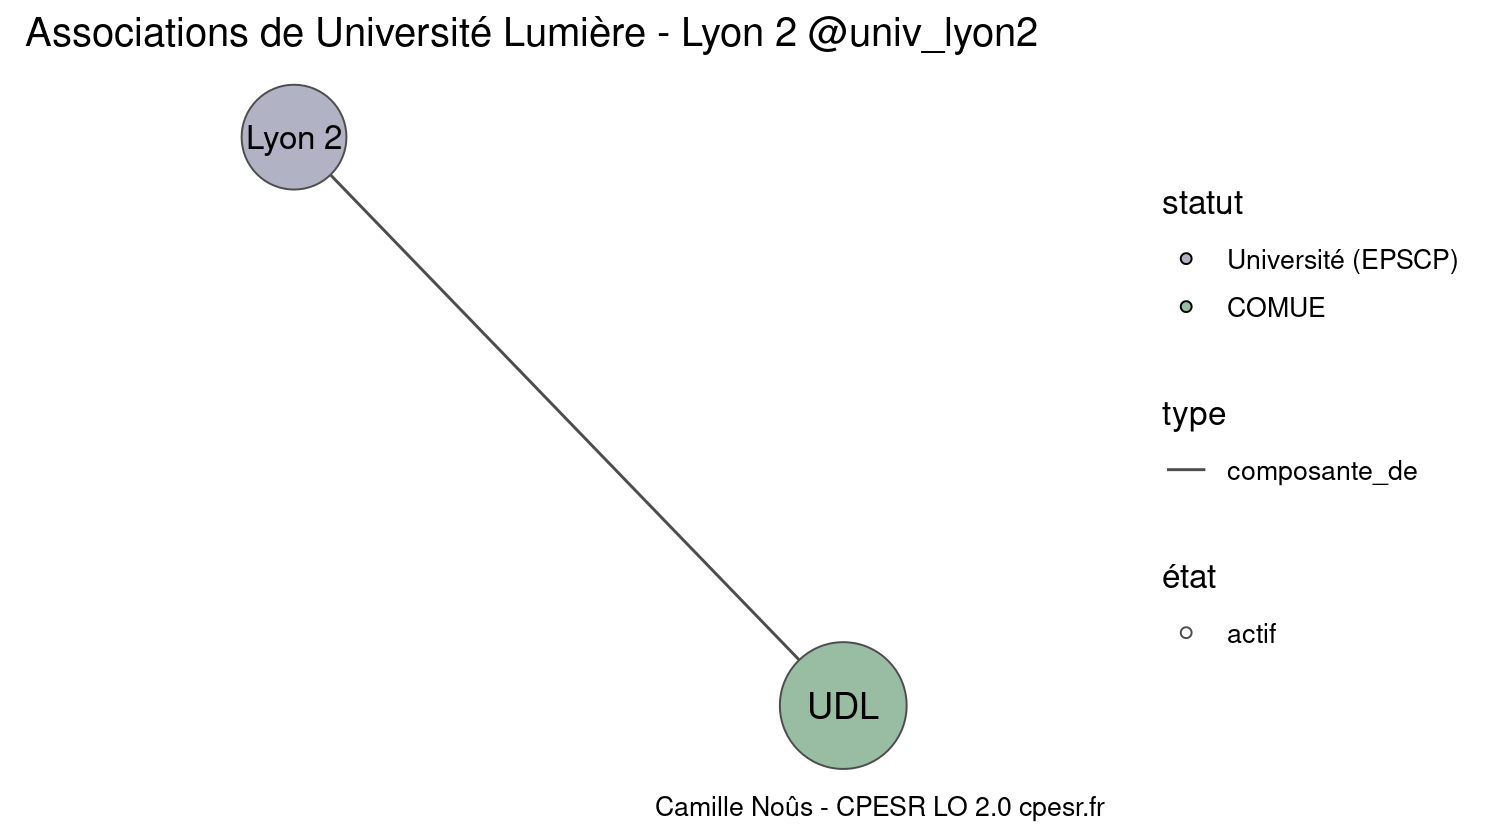 Associations de Université Lumière - Lyon 2 @univ_lyon2
Lyon 2
statut
Université (EPSCP)
COMUE
type
composante_de
état
actif
UDL
Camille Noûs - CPESR LO 2.0 cpesr.fr